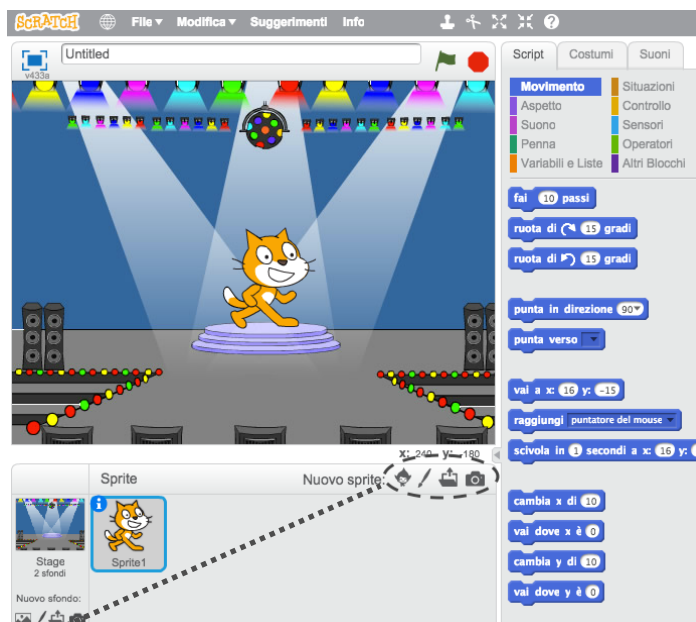 SCRATCH File Modifica Suggerimenti Info
Untitled
v433a
Script Costumi Suoni
Movimento Situazioni
Aspetto Controllo
Suono Sensori
Penna Operatori
Variabili e Liste Altri Blocchi
fai 10 passi
ruota di 15 gradi
ruota di 15 gradi
punta in direzione 90
punta verso
vai a x: 16 y: -15
raggiungi puntatore del mouse
scivola in 1 secondi a x: 16 y:
cambia x di 10
vai dove x è 0
cambia y di 10
vai dove y è 0
x: 240 y: -180
Sprite Nuovo sprite:
Stage
2 sfondi
Sprite1
Nuovo sfondo: